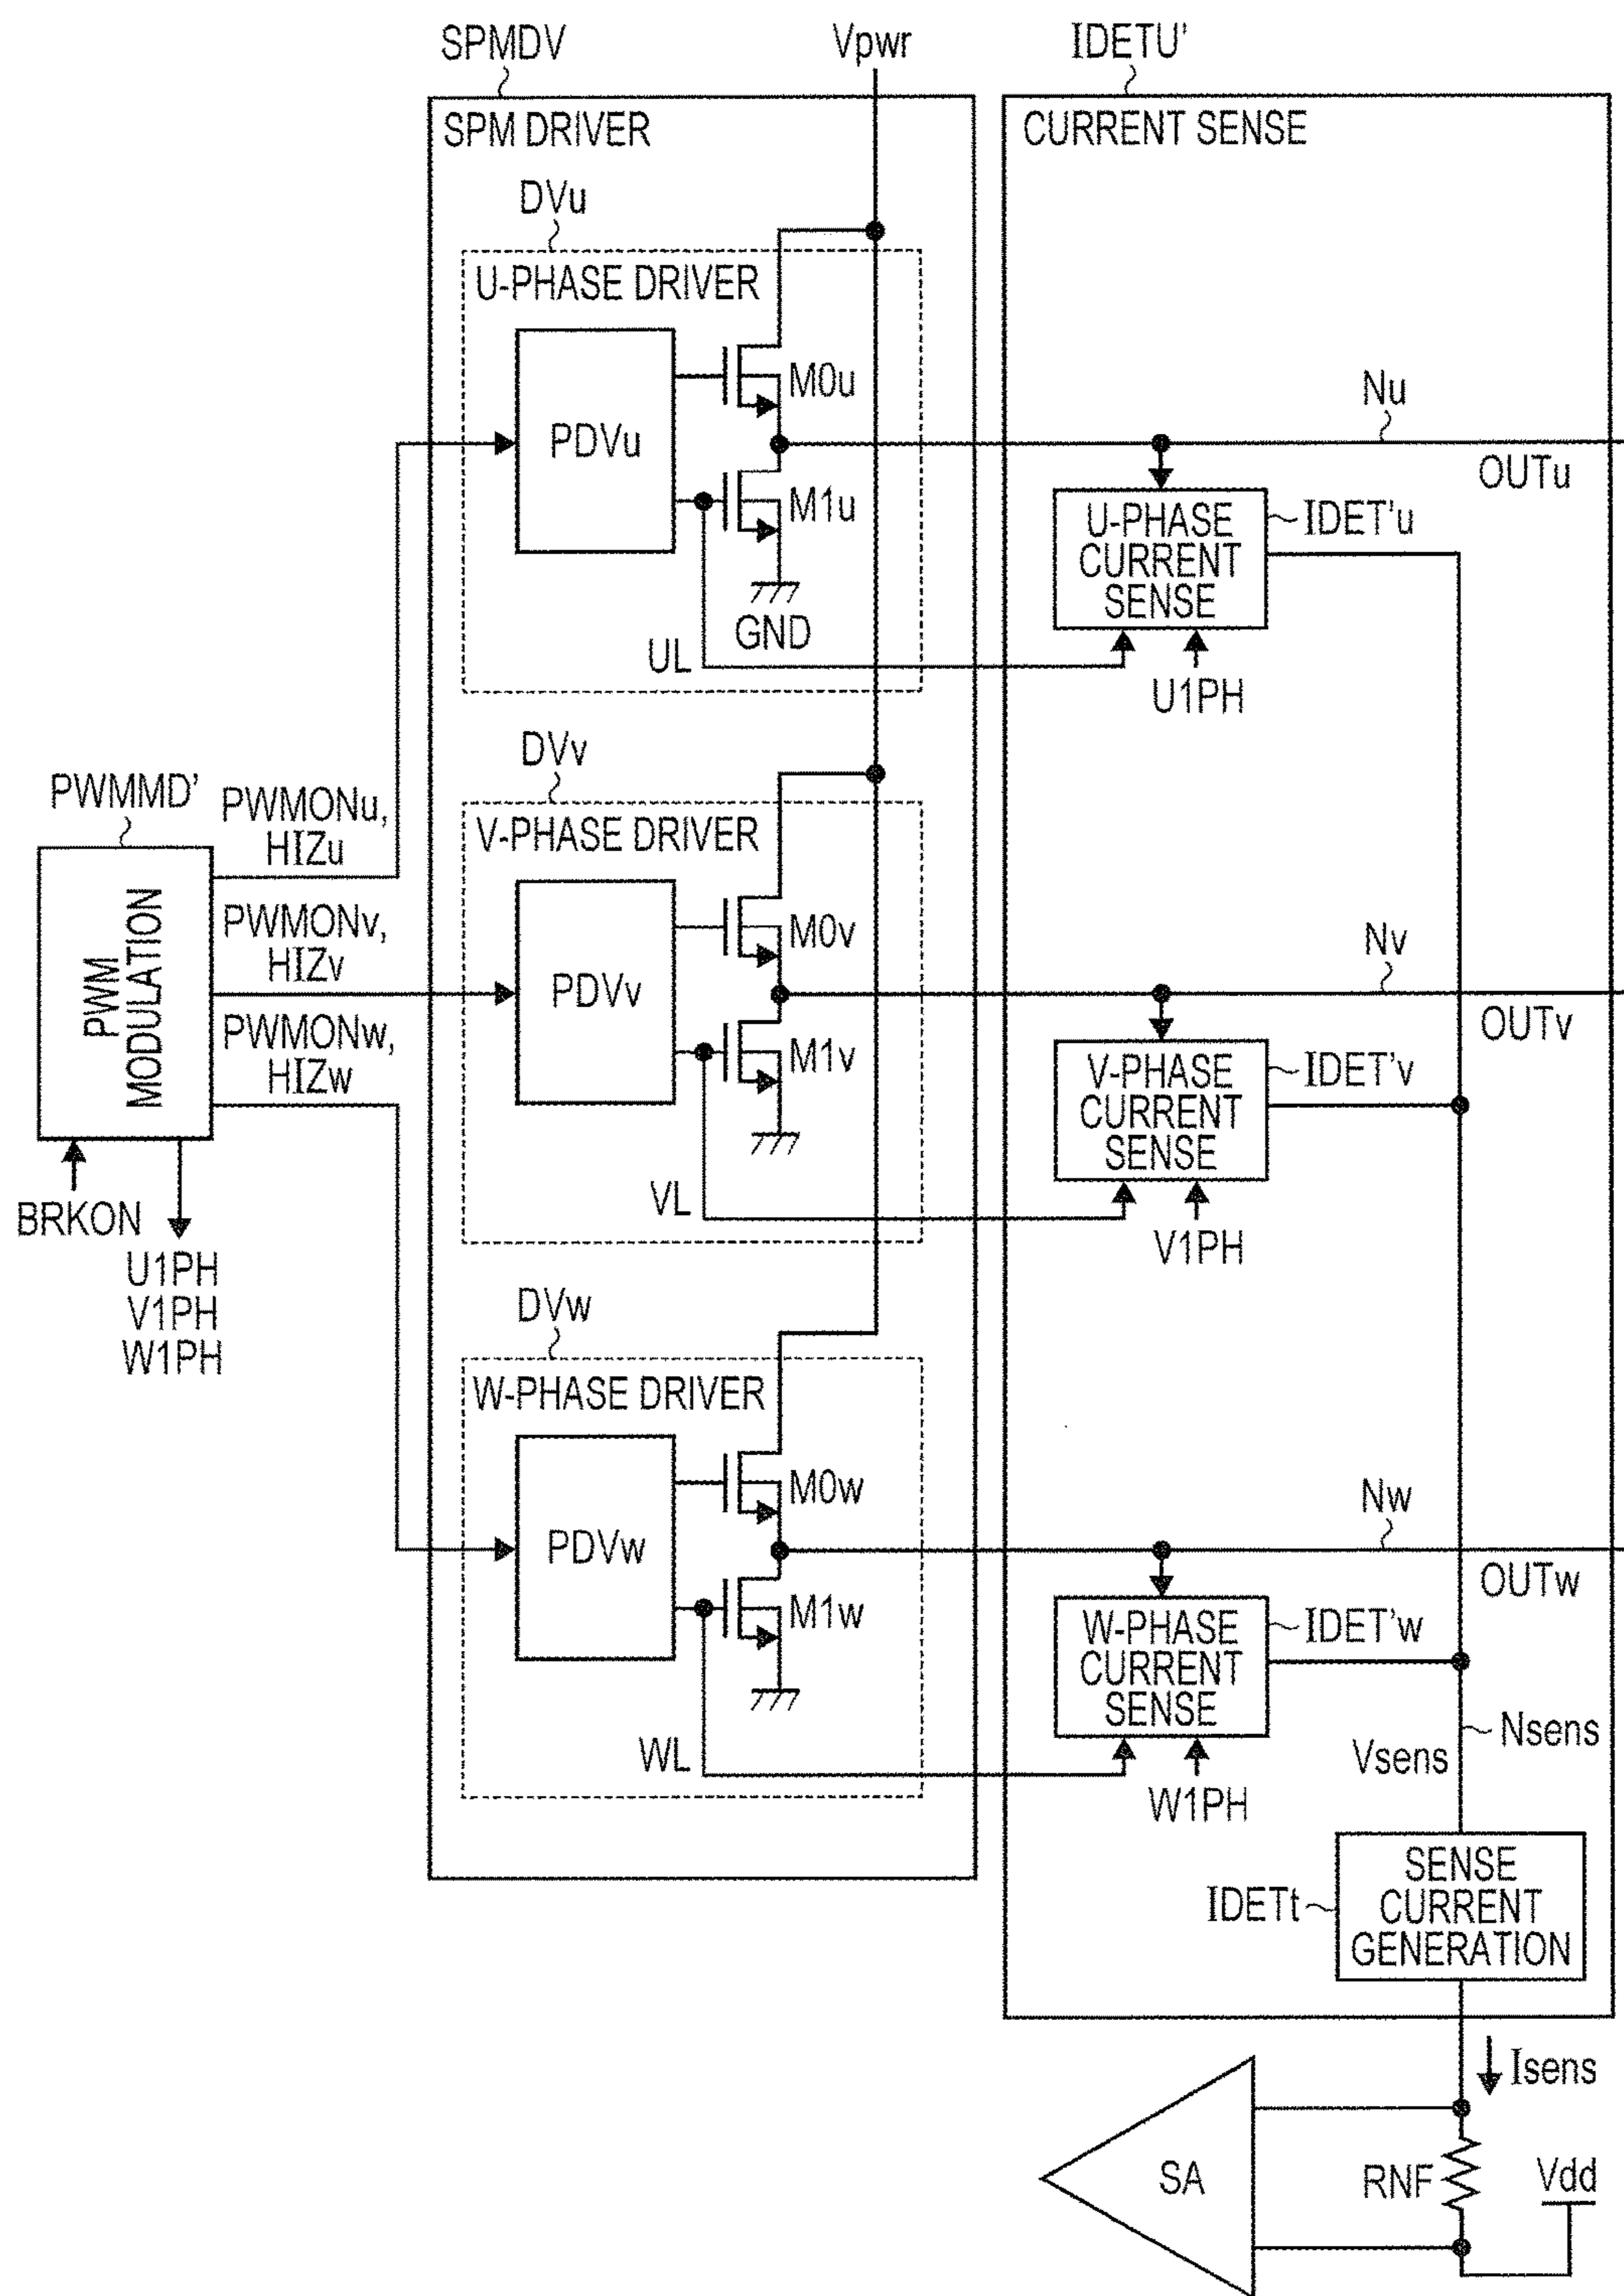 SPMDV
Vpwr
IDETU'
SPM DRIVER
CURRENT SENSE
DVu
U-PHASE DRIVER
PDVu
M0u
M1u
GND
UL
Nu
OUTu
U-PHASE
CURRENT
SENSE
IDET'u
U1PH
PWMMD'
PWM
MODULATION
PWMONu,
HIZu
PWMONv,
HIZv
PWMONw,
HIZw
BRKON
U1PH
V1PH
W1PH
DVv
V-PHASE DRIVER
PDVv
M0v
M1v
VL
Nv
OUTv
V-PHASE
CURRENT
SENSE
IDET'v
V1PH
DVw
W-PHASE DRIVER
PDVw
M0w
M1w
WL
Nw
OUTw
W-PHASE
CURRENT
SENSE
IDET'w
W1PH
Nsens
Vsens
SENSE
CURRENT
GENERATION
IDETt
Isens
SA
RNF
Vdd